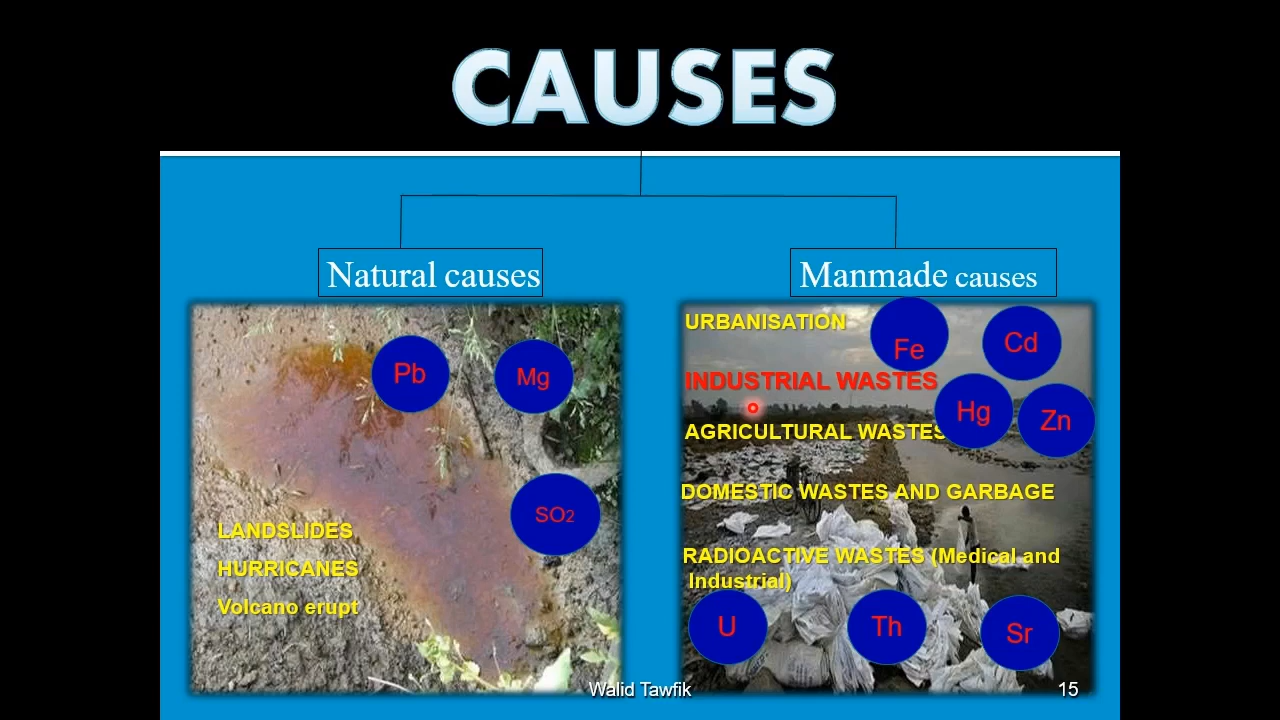 CAUSES
Natural causes
Manmade causes
Pb
Mg
SO2
LANDSLIDES
HURRICANES
Volcano erupt
URBANISATION
Fe
Cd
INDUSTRIAL WASTES
Hg
Zn
AGRICULTURAL WASTES
DOMESTIC WASTES AND GARBAGE
RADIOACTIVE WASTES (Medical and
Industrial)
U
Th
Sr
Walid Tawfik
15